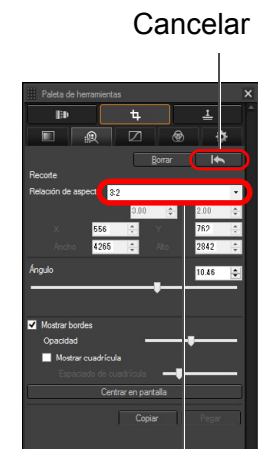 Cancelar
Paleta de herramientas
Borrar
Recorte
Relación de aspect 3:2
3.00 2.00
X 556 Y 762
Ancho 4265 Alto 2842
Ángulo 10.46
Mostrar bordes
Opacidad
Mostrar cuadrícula
Espaciado de cuadrícula
Centrar en pantalla
Copiar Pegar